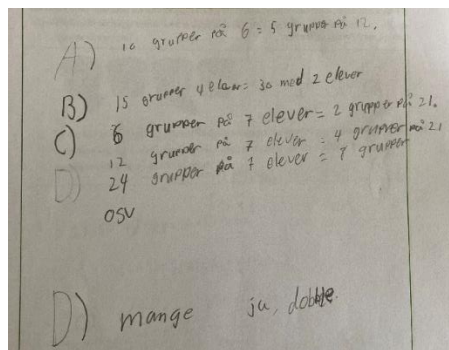 A) 10 grupper på 6 = 5 grupper på 12.
B) 15 grupper 4 elever = 30 med 2 elever
C) 6 grupper på 7 elever = 2 grupper på 21.
12 grupper på 7 elever = 4 grupper på 21
D) 24 grupper på 7 elever = 8 grupper
OSV
D) mange ja, doble.